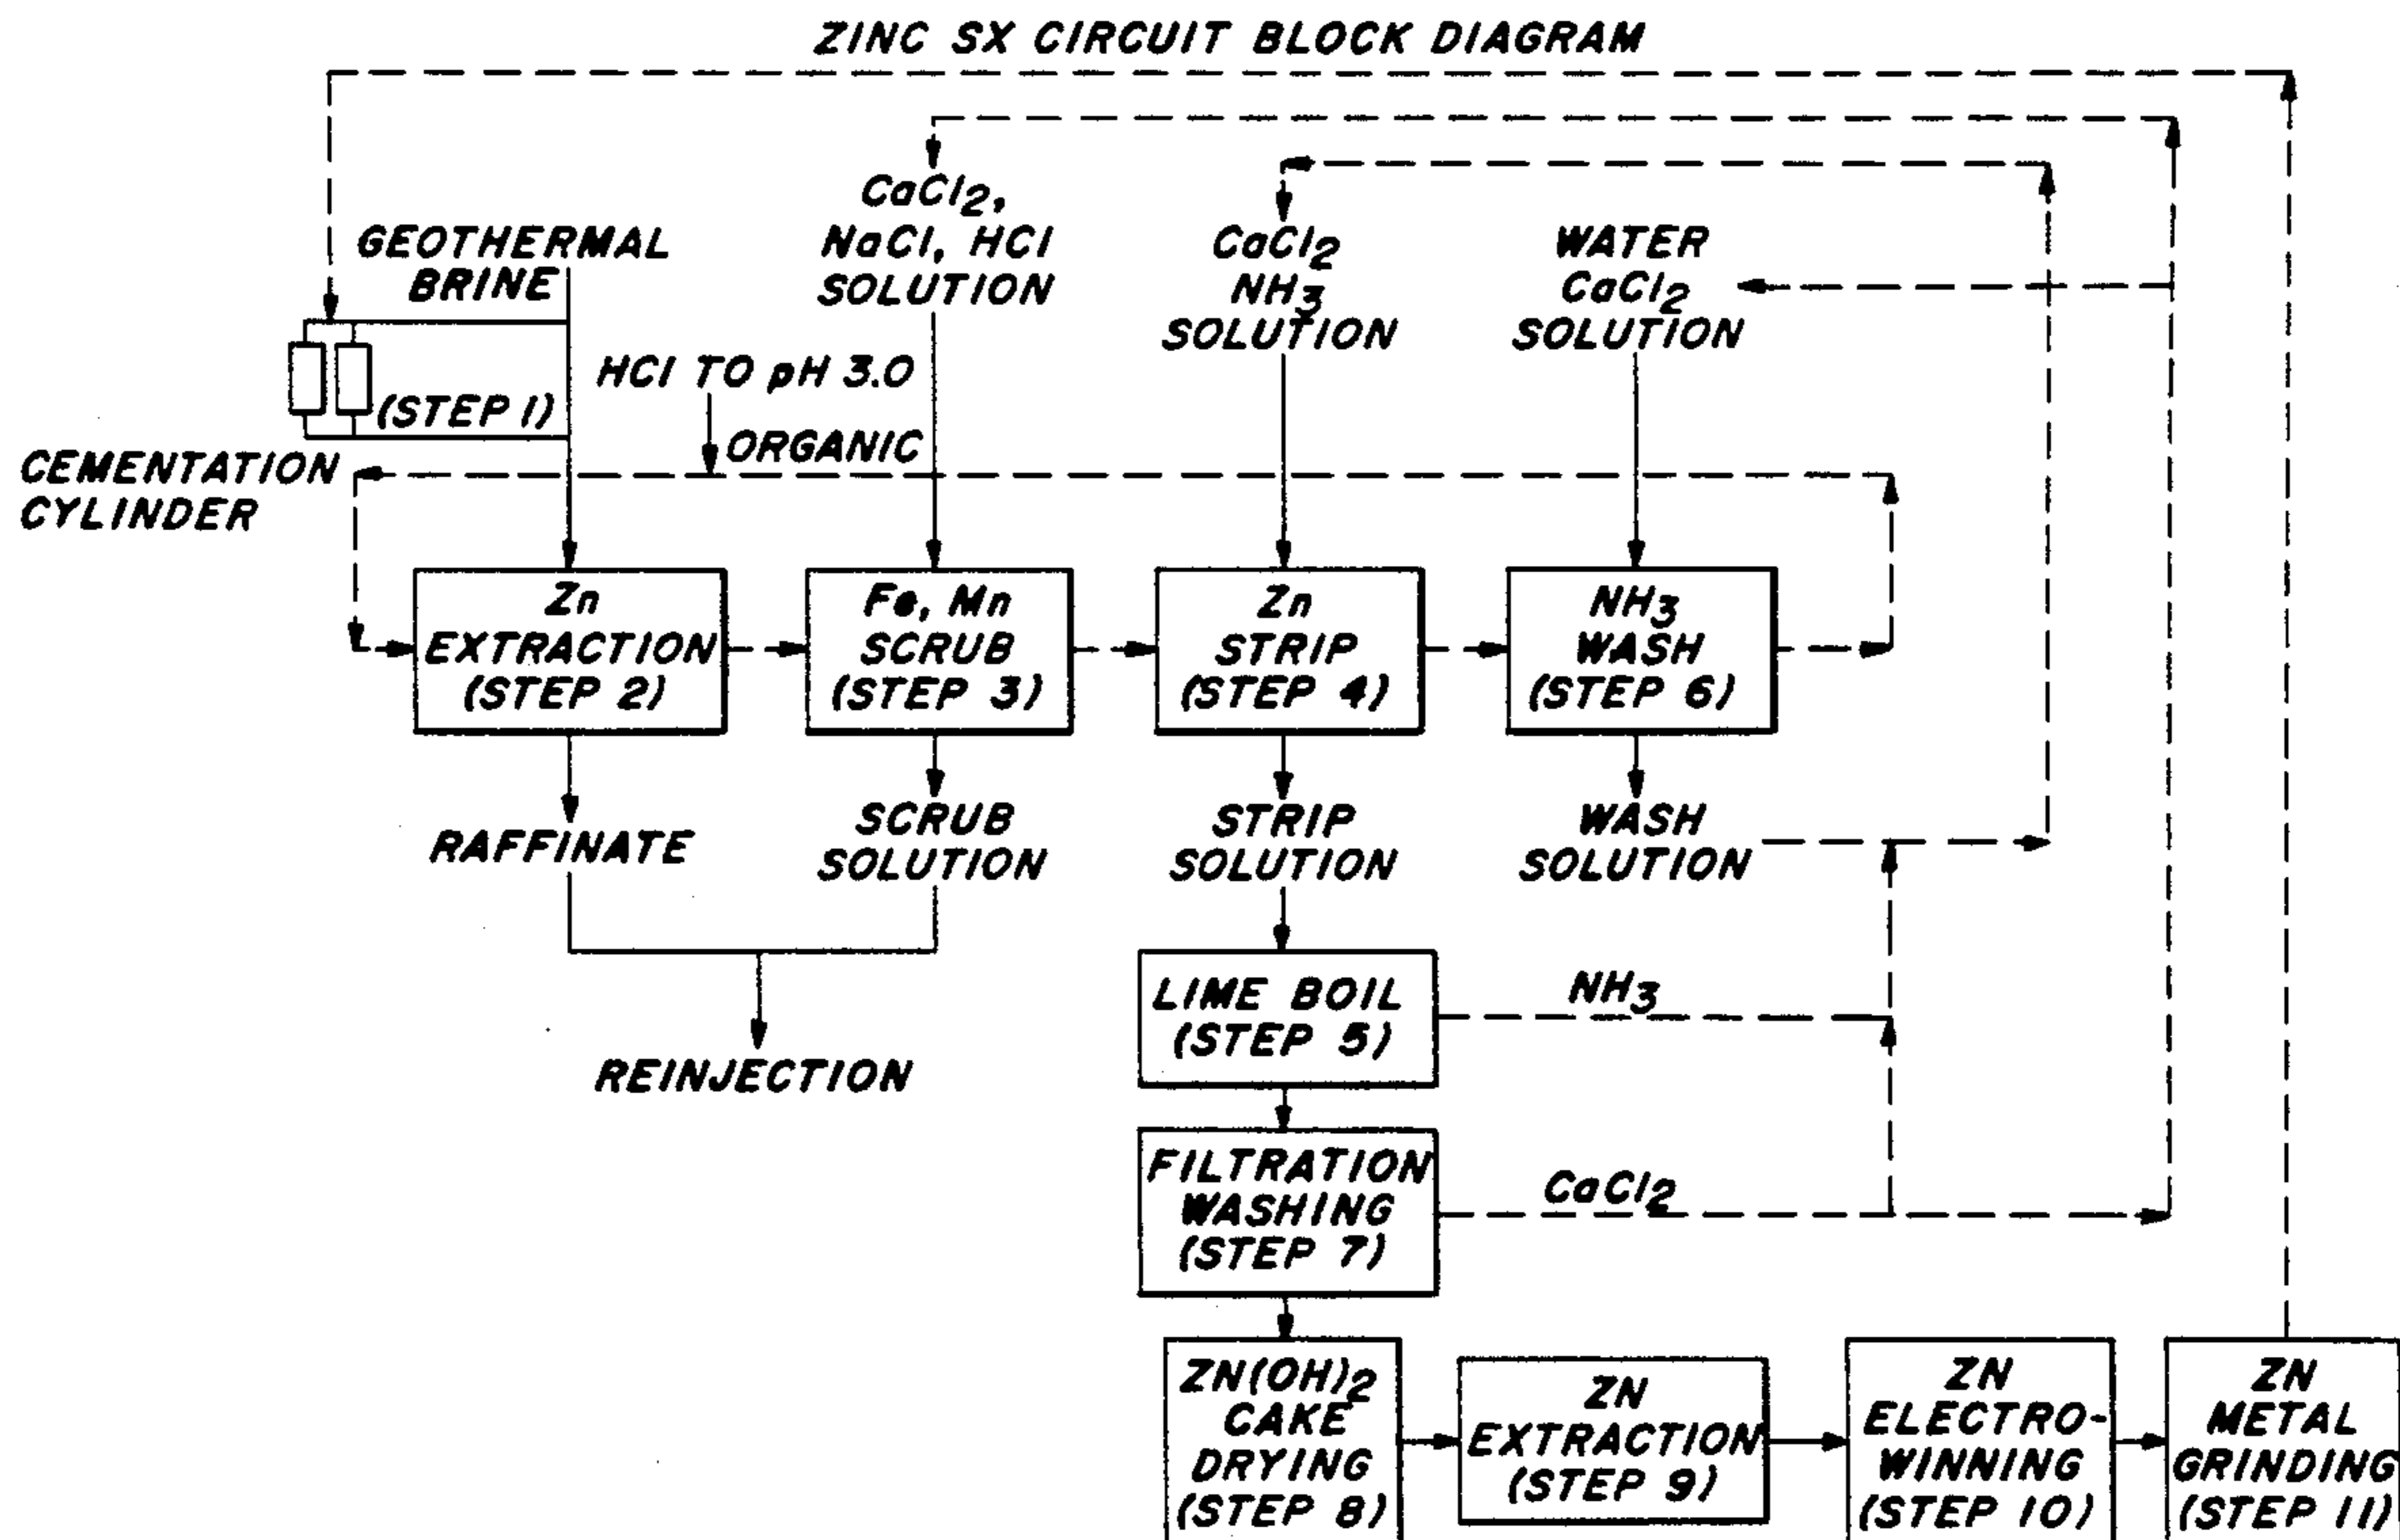 ZINC SX CIRCUIT BLOCK DIAGRAM
GEOTHERMAL
BRINE
CaCl2,
NaCl, HCl
SOLUTION
CaCl2
NH3
SOLUTION
WATER
CaCl2
SOLUTION
(STEP 1)
HCl TO pH 3.0
ORGANIC
CEMENTATION
CYLINDER
Zn
EXTRACTION
(STEP 2)
Fe, Mn
SCRUB
(STEP 3)
Zn
STRIP
(STEP 4)
NH3
WASH
(STEP 6)
RAFFINATE
SCRUB
SOLUTION
STRIP
SOLUTION
WASH
SOLUTION
REINJECTION
LIME BOIL
(STEP 5)
NH3
FILTRATION
WASHING
(STEP 7)
CaCl2
ZN(OH)2
CAKE
DRYING
(STEP 8)
ZN
EXTRACTION
(STEP 9)
ZN
ELECTRO-
WINNING
(STEP 10)
ZN
METAL
GRINDING
(STEP 11)